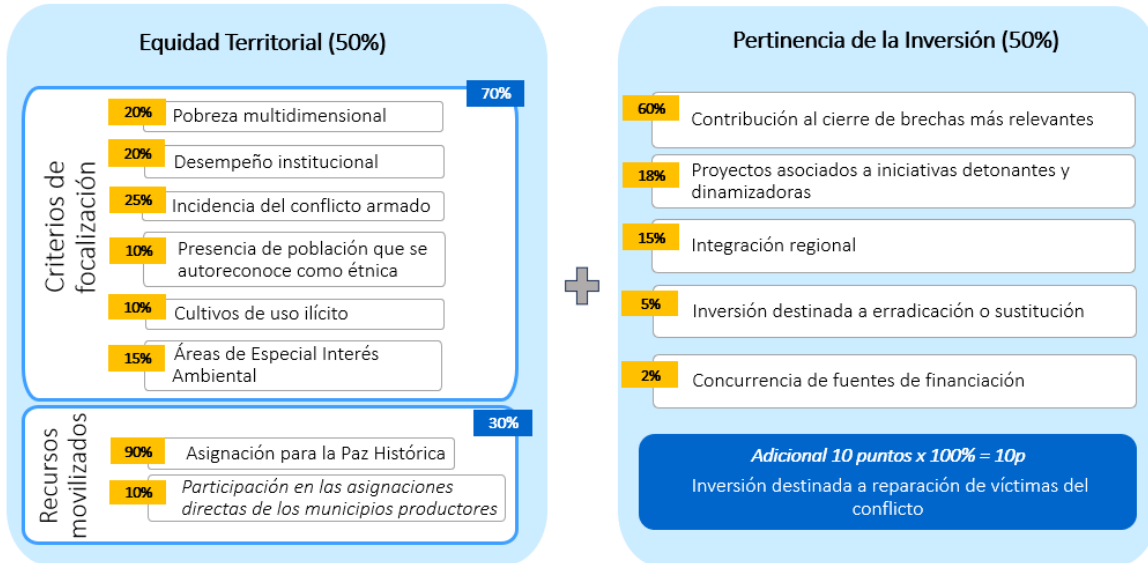 Equidad Territorial (50%)
70%
Criterios de
focalización
20%
Pobreza multidimensional
20%
Desempeño institucional
25%
Incidencia del conflicto armado
10%
Presencia de población que se
autoreconoce como étnica
10%
Cultivos de uso ilícito
15%
Áreas de Especial Interés
Ambiental
30%
Recursos
movilizados
90%
Asignación para la Paz Histórica
10%
Participación en las asignaciones
directas de los municipios productores
Pertinencia de la Inversión (50%)
60%
Contribución al cierre de brechas más relevantes
18%
Proyectos asociados a iniciativas detonantes y
dinamizadoras
15%
Integración regional
5%
Inversión destinada a erradicación o sustitución
2%
Concurrencia de fuentes de financiación
Adicional 10 puntos x 100% = 10p
Inversión destinada a reparación de víctimas del
conflicto